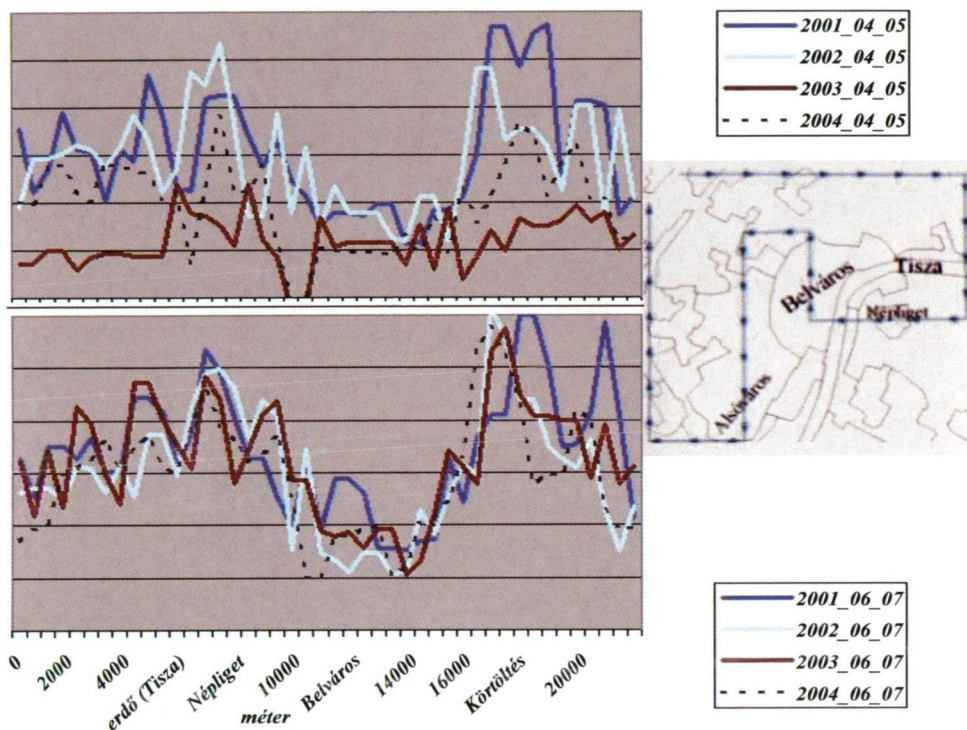 2001_04_05
2002_04_05
2003_04_05
2004_04_05
Belváros
Tisza
Népliget
Alsóváros
2001_06_07
2002_06_07
2003_06_07
2004_06_07
0
2000
4000
erdő (Tisza)
Népliget
10000
Belváros
14000
16000
Körtöltés
20000
méter